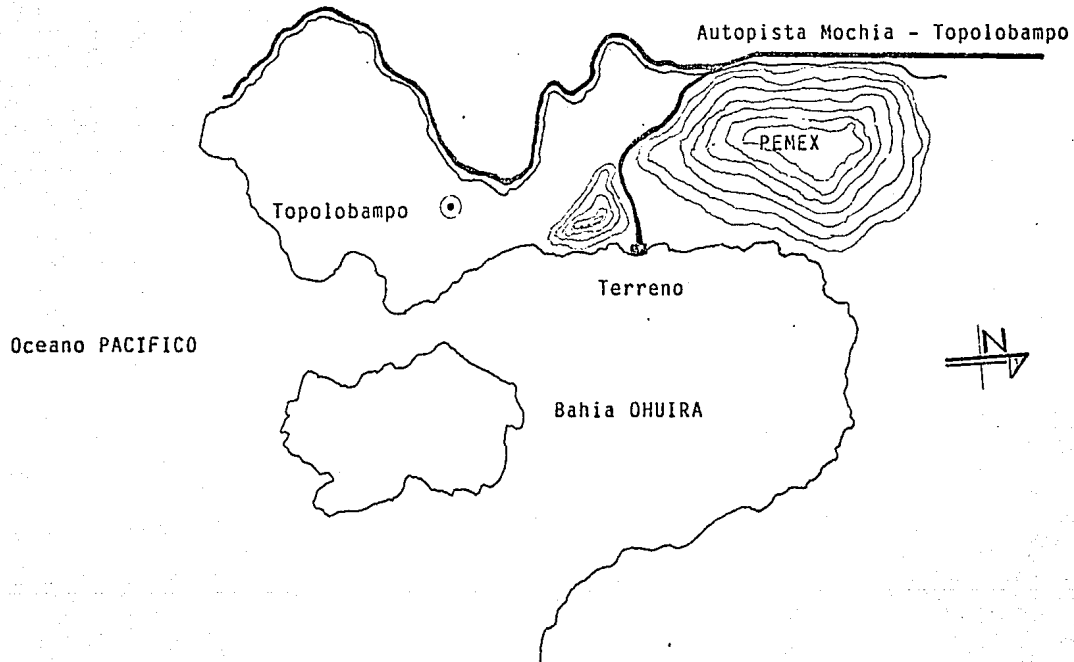 Autopista Mochia - Topolobampo
PEMEX
Topolobampo
Terreno
Oceano PACIFICO
N
Bahia OHUIRA